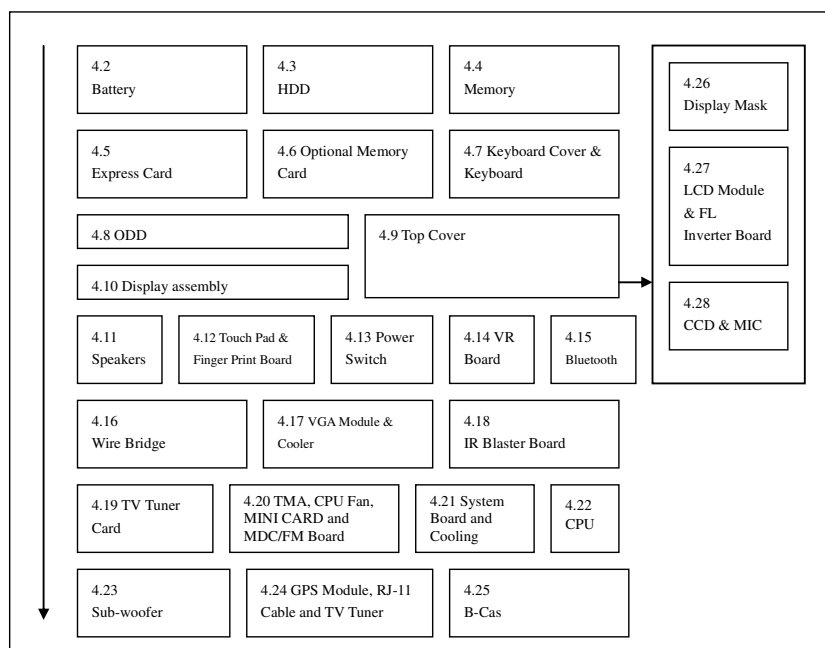 4.2
Battery
4.3
HDD
4.4
Memory
4.5
Express Card
4.6 Optional Memory
Card
4.7 Keyboard Cover &
Keyboard
4.8 ODD
4.9 Top Cover
4.10 Display assembly
4.11
Speakers
4.12 Touch Pad &
Finger Print Board
4.13 Power
Switch
4.14 VR
Board
4.15
Bluetooth
4.16
Wire Bridge
4.17 VGA Module &
Cooler
4.18
IR Blaster Board
4.19 TV Tuner
Card
4.20 TMA, CPU Fan,
MINI CARD and
MDC/FM Board
4.21 System
Board and
Cooling
4.22
CPU
4.23
Sub-woofer
4.24 GPS Module, RJ-11
Cable and TV Tuner
4.25
B-Cas
4.26
Display Mask
4.27
LCD Module
& FL
Inverter Board
4.28
CCD & MIC